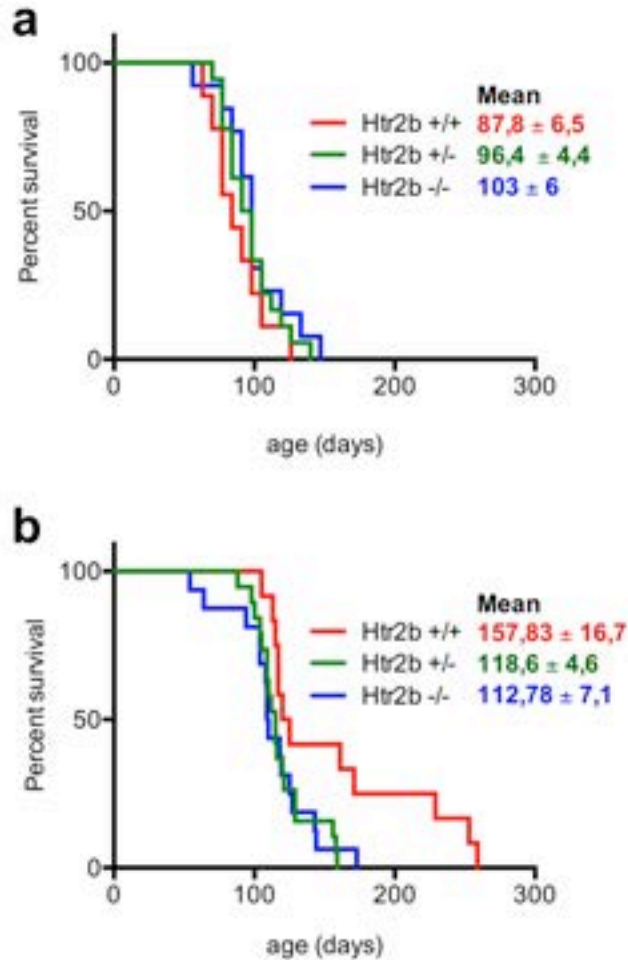 a
Percent survival
100
50
0
0 100 200 300
age (days)
Mean
Htr2b +/+ 87,8 ± 6,5
Htr2b +/- 96,4 ± 4,4
Htr2b -/- 103 ± 6
b
Percent survival
100
50
0
0 100 200 300
age (days)
Mean
Htr2b +/+ 157,83 ± 16,7
Htr2b +/- 118,6 ± 4,6
Htr2b -/- 112,78 ± 7,1